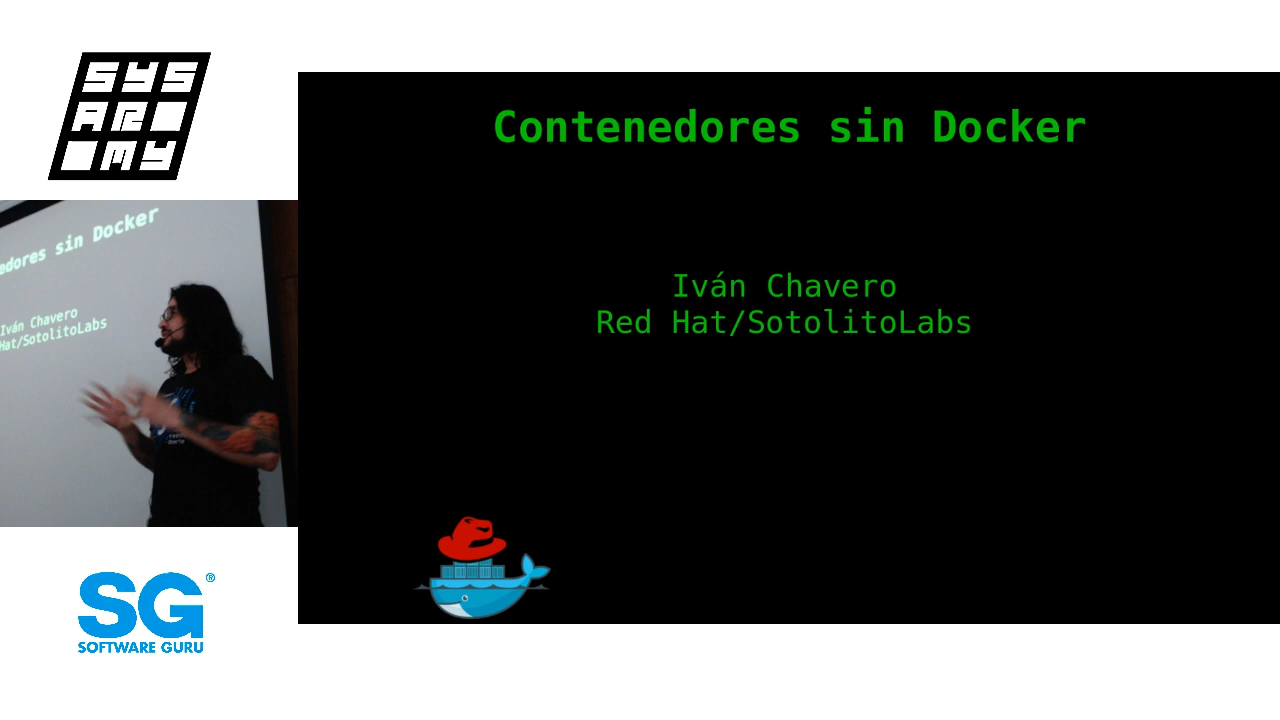 SYS
AR
MY
Contenedores sin Docker
Iván Chavero
Red Hat/SotolitoLabs
edores sin Docker
Iván Chavero
Hat/SotolitoLabs
SG®
SOFTWARE GURU